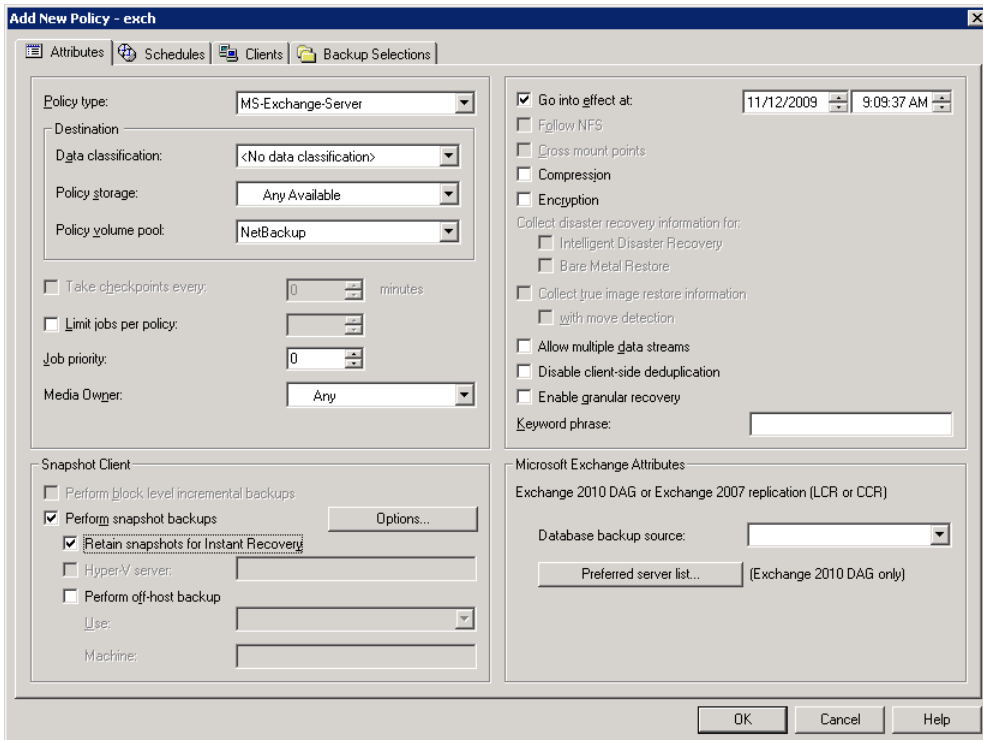 Add New Policy - exch
Attributes
Schedules
Clients
Backup Selections
Policy type:
MS-Exchange-Server
Destination
Data classification:
<No data classification>
Policy storage:
Any Available
Policy volume pool:
NetBackup
Take checkpoints every:
0
minutes
Limit jobs per policy:
Job priority:
0
Media Owner:
Any
Go into effect at:
11/12/2009
9:09:37 AM
Follow NFS
Cross mount points
Compression
Encryption
Collect disaster recovery information for:
Intelligent Disaster Recovery
Bare Metal Restore
Collect true image restore information
with move detection
Allow multiple data streams
Disable client-side deduplication
Enable granular recovery
Keyword phrase:
Snapshot Client
Perform block level incremental backups
Perform snapshot backups
Options...
Retain snapshots for Instant Recovery
Hyper-V server:
Perform off-host backup
Use:
Machine:
Microsoft Exchange Attributes
Exchange 2010 DAG or Exchange 2007 replication (LCR or CCR)
Database backup source:
Preferred server list...
(Exchange 2010 DAG only)
OK
Cancel
Help